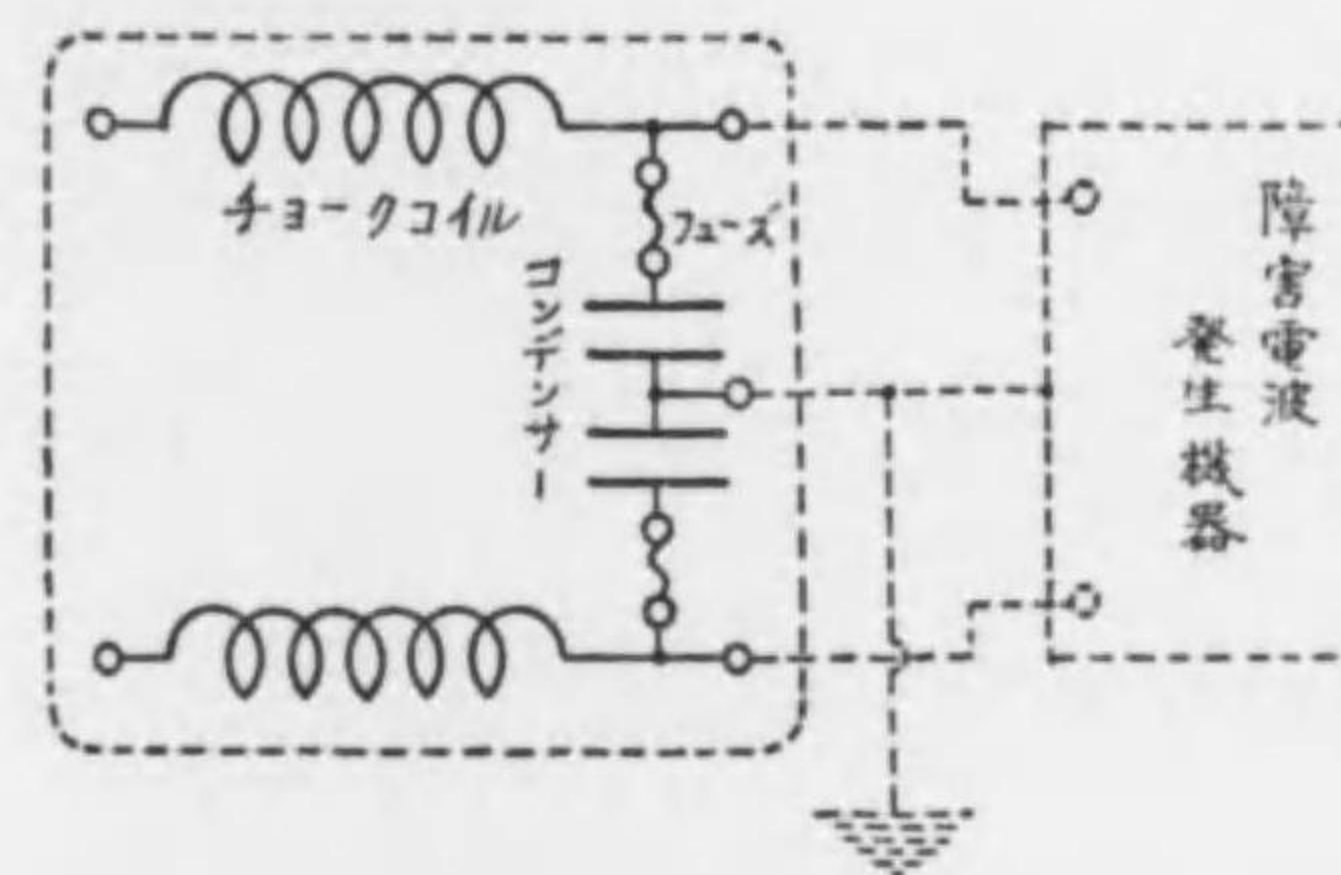 チョークコイル
フューズ
コンデンサー
障害電波
発生機器